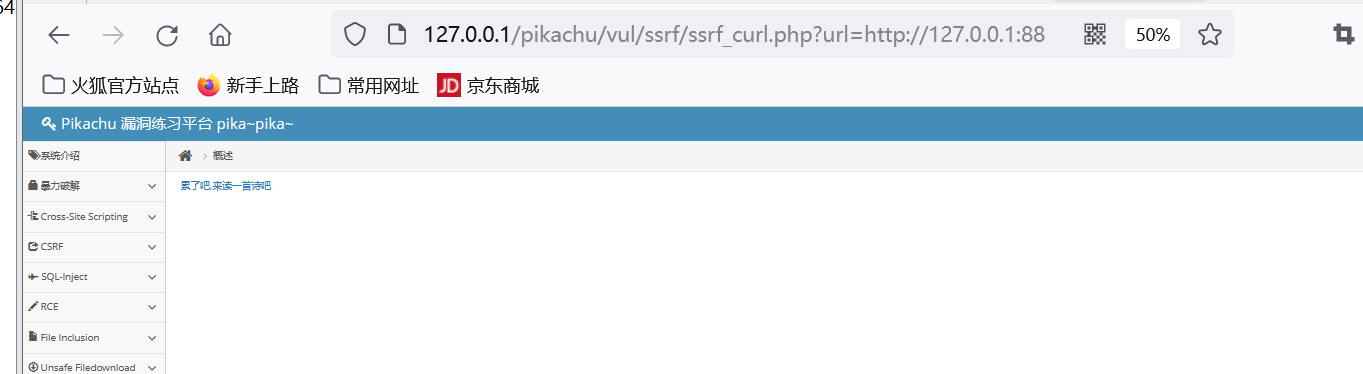 64
127.0.0.1/pikachu/vul/ssrf/ssrf_curl.php?url=http://127.0.0.1:88 50%
火狐官方站点 新手上路 常用网址 JD 京东商城
Pikachu 漏洞练习平台 pika~pika~
系统介绍
概述
暴力破解
累了吧,来读一首诗吧
Cross-Site Scripting
CSRF
SQL-Inject
RCE
File Inclusion
Unsafe Filedownload